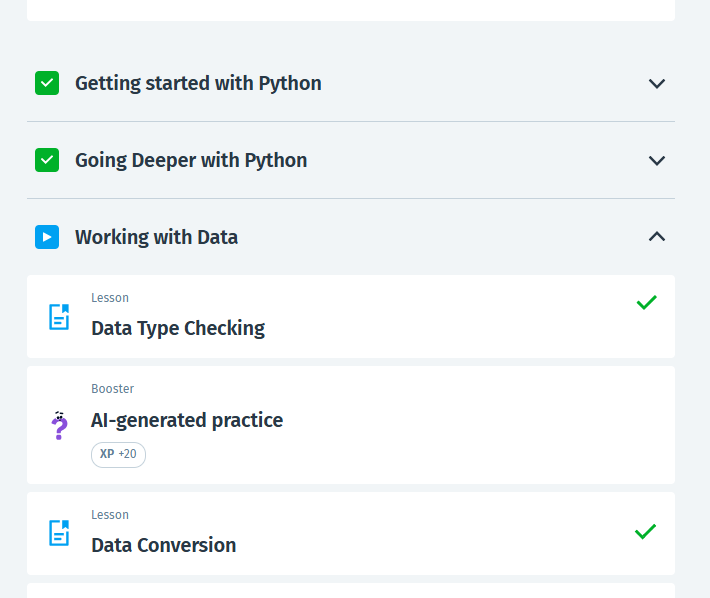 Getting started with Python
Going Deeper with Python
Working with Data
Lesson
Data Type Checking
Booster
AI-generated practice
XP +20
Lesson
Data Conversion